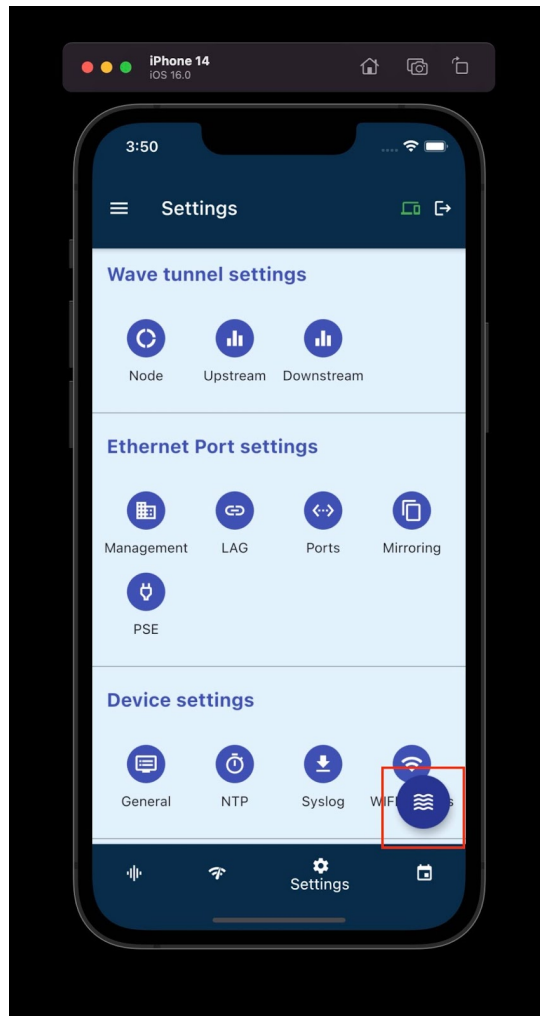 iPhone 14
iOS 16.0
3:50
Settings
Wave tunnel settings
Node Upstream Downstream
Ethernet Port settings
Management LAG Ports Mirroring
PSE
Device settings
General NTP Syslog
Settings